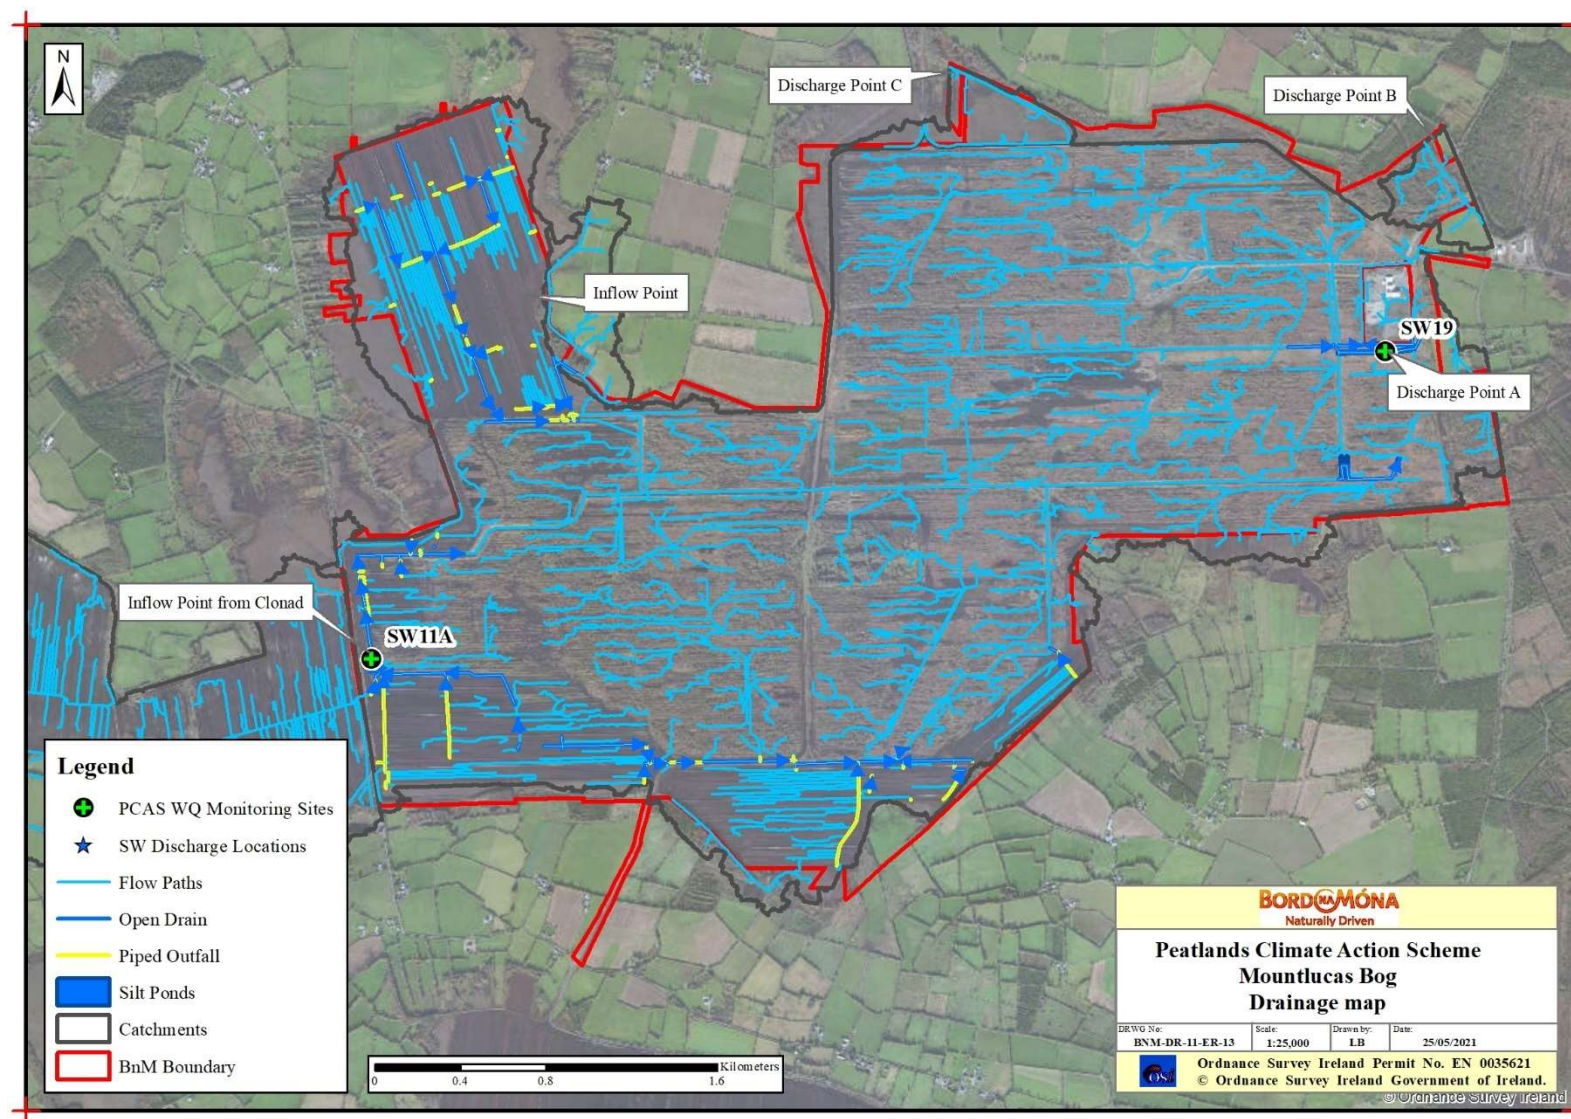 N
Discharge Point C
Discharge Point B
Inflow Point
SW19
Discharge Point A
Inflow Point from Clonad
SW11A
Legend
PCAS WQ Monitoring Sites
SW Discharge Locations
Flow Paths
Open Drain
Piped Outfall
Silt Ponds
Catchments
BnM Boundary
Kilometers
0 0.4 0.8 1.6
BORD NA MÓNA
Naturally Driven
Peatlands Climate Action Scheme
Mountlucas Bog
Drainage map
DRWG No: Scale: Drawn by: Date:
BNM-DR-11-ER-13 1:25,000 LB 25/05/2021
OSi
Ordnance Survey Ireland Permit No. EN 0035621
© Ordnance Survey Ireland Government of Ireland.
© Ordnance Survey Ireland